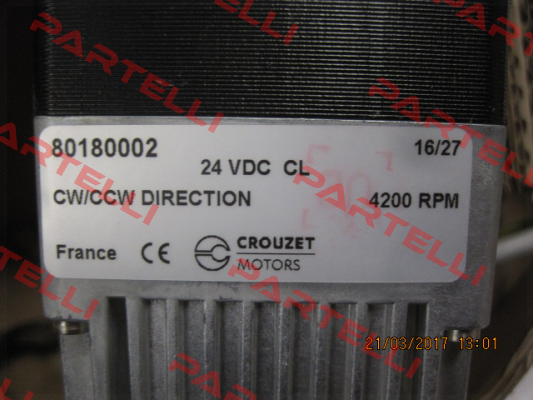 PARTELLI
80180002 16/27
24 VDC CL
CW/CCW DIRECTION 4200 RPM
France CE CROUZET
MOTORS
21/03/2017 13:01